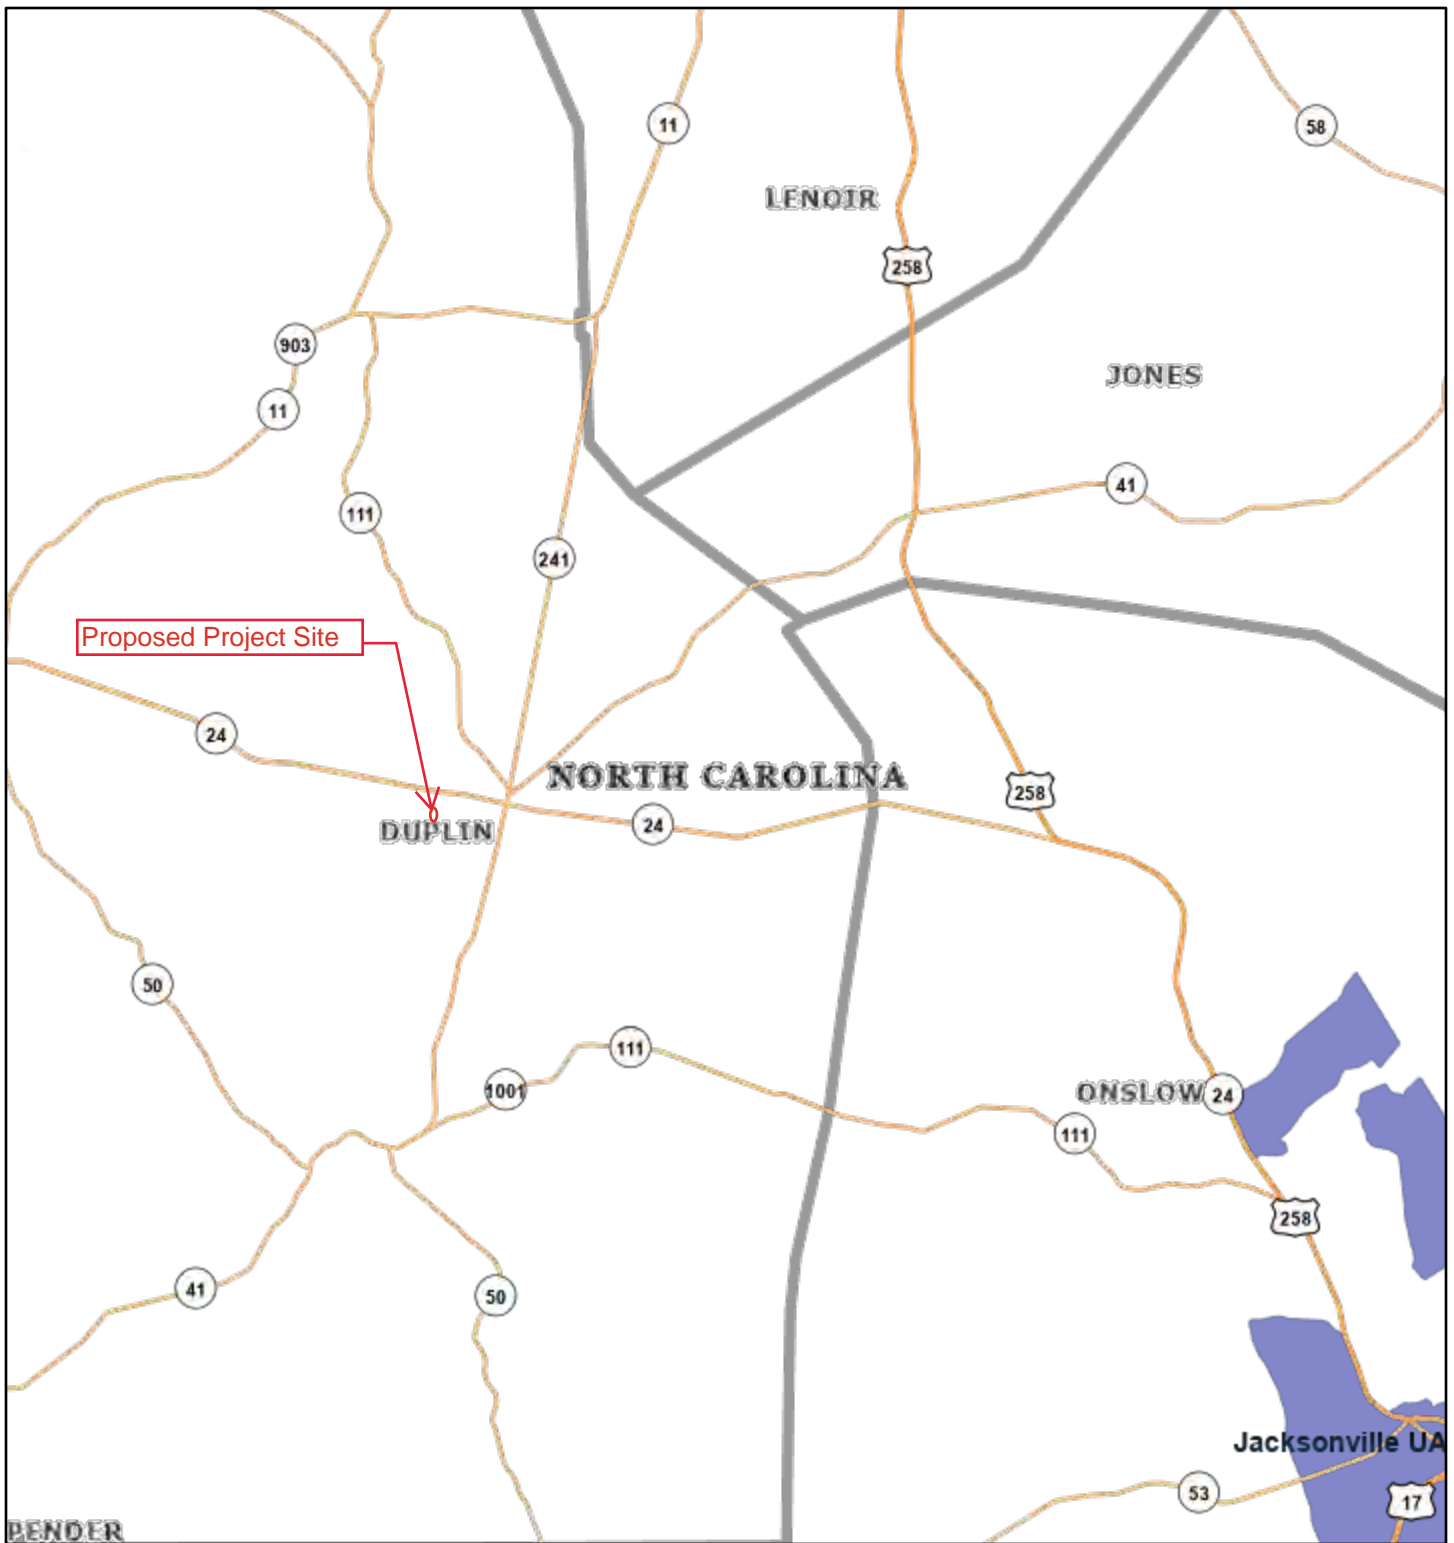 11
58
LENOIR
258
903
JONES
11
41
111
241
Proposed Project Site
24
NORTH CAROLINA
258
24
DUPLIN
50
111
1001
ONSLOW
24
111
258
41
50
Jacksonville UA
53
17
PENDER